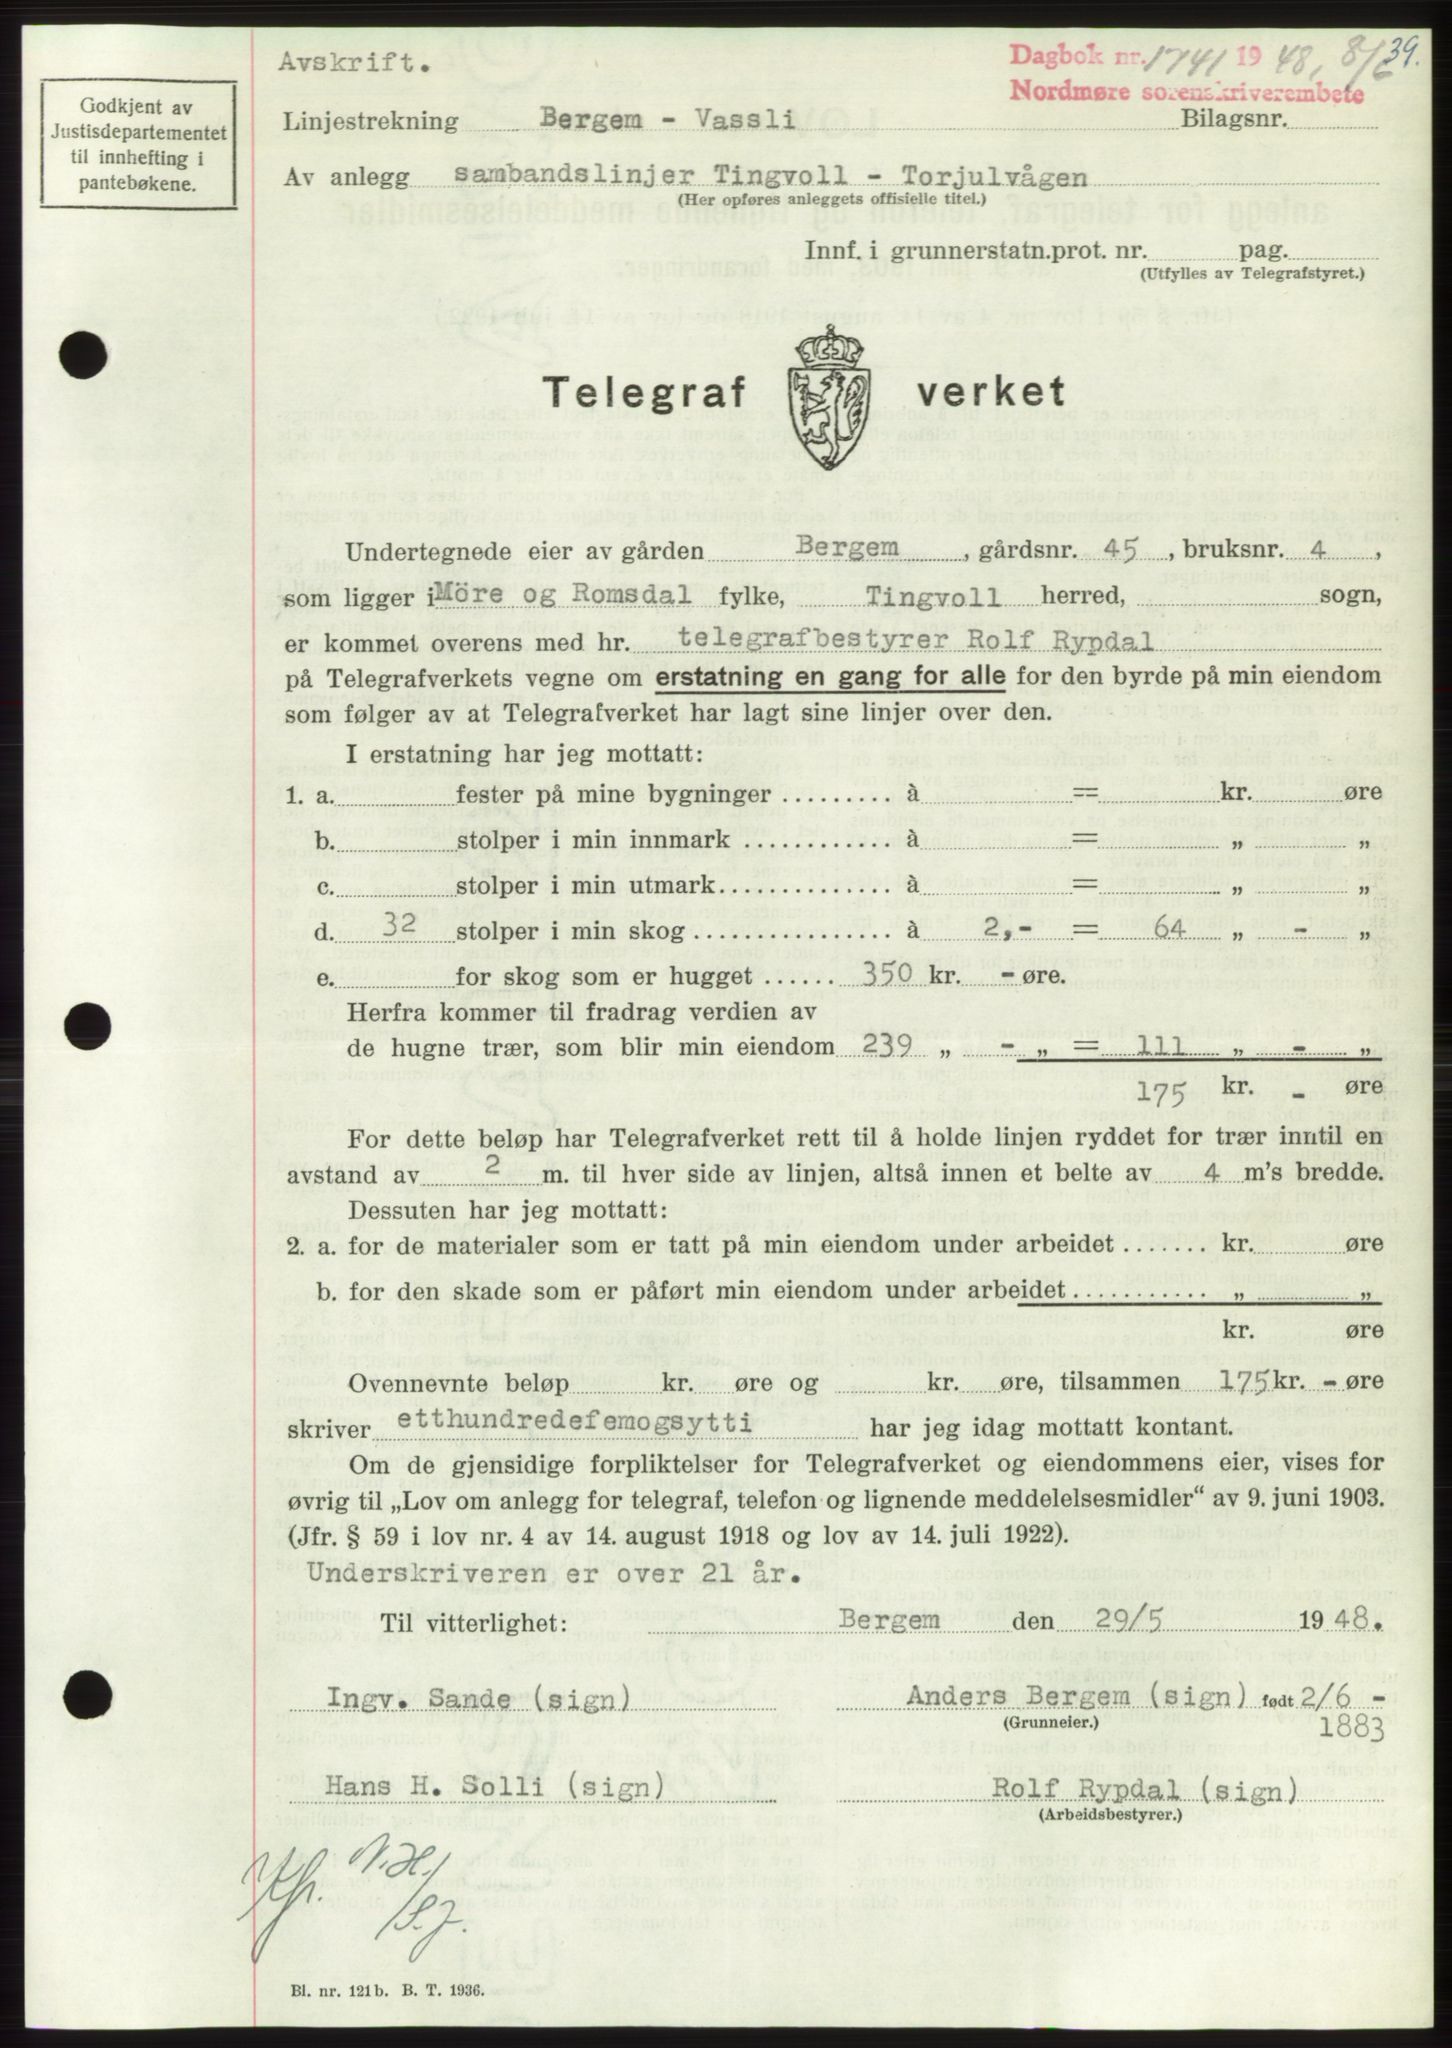 Avskrift.
Dagbok nr. 1741 1948, 8/6 39.
Nordmøre sorenskriverembete
Godkjent av
Justisdepartementet
til innhefting i
pantebøkene.
Linjestrekning Bergem - Vassli Bilagsnr.
Av anlegg sambandslinjer Tingvoll - Torjulvågen
(Her opføres anleggets offisielle titel.)
Innf. i grunnerstatn.prot. nr. pag.
(Utfylles av Telegrafstyret.)
Telegraf verket
Undertegnede eier av gården Bergem, gårdsnr. 45, bruksnr. 4,
som ligger i Möre og Romsdal fylke, Tingvoll herred, sogn,
er kommet overens med hr. telegrafbestyrer Rolf Rypdal
på Telegrafverkets vegne om erstatning en gang for alle for den byrde på min eiendom
som følger av at Telegrafverket har lagt sine linjer over den.
I erstatning har jeg mottatt:
1. a. fester på mine bygninger ......... à = kr. øre
b. stolper i min innmark ............ à = „ „
c. stolper i min utmark............... à = „ „
d. 32 stolper i min skog ................. à 2,- = 64 „ - „
e. for skog som er hugget ...... 350 kr. - øre.
Herfra kommer til fradrag verdien av
de hugne trær, som blir min eiendom 239 „ - „ = 111 „ - „
175 kr. - øre
For dette beløp har Telegrafverket rett til å holde linjen ryddet for trær inntil en
avstand av 2 m. til hver side av linjen, altså innen et belte av 4 m's bredde.
Dessuten har jeg mottatt:
2. a. for de materialer som er tatt på min eiendom under arbeidet ....... kr. øre
b. for den skade som er påført min eiendom under arbeidet ........... „ „
kr. øre
Ovennevnte beløp kr. øre og kr. øre, tilsammen 175 kr. - øre
skriver etthundredefemogsytti har jeg idag mottatt kontant.
Om de gjensidige forpliktelser for Telegrafverket og eiendommens eier, vises for
øvrig til „Lov om anlegg for telegraf, telefon og lignende meddelelsesmidler“ av 9. juni 1903.
(Jfr. § 59 i lov nr. 4 av 14. august 1918 og lov av 14. juli 1922).
Underskriveren er over 21 år.
Til vitterlighet: Bergem den 29/5 1948.
Ingv. Sande (sign) Anders Bergem (sign) født 2/6 -
(Grunneier.) 1883
Hans H. Solli (sign) Rolf Rypdal (sign)
(Arbeidsbestyrer.)
N.H.
Bl. nr. 121 b. B. T. 1936.